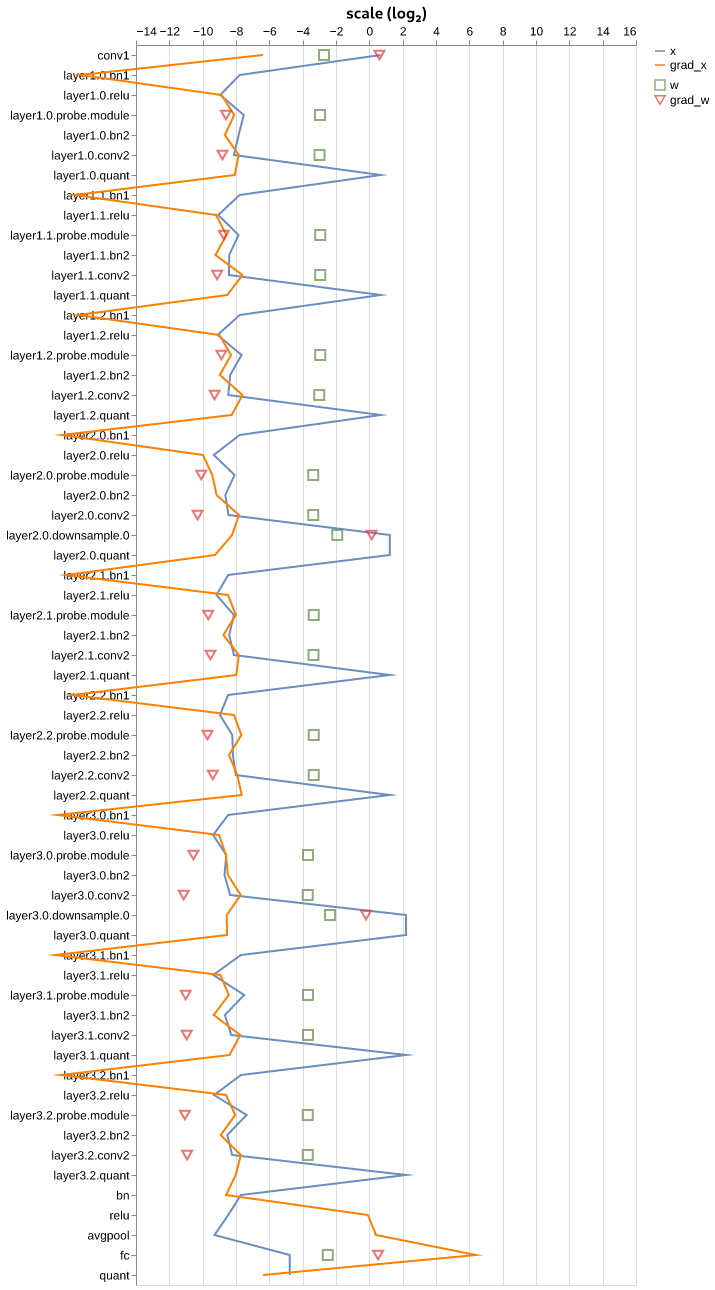 scale (log₂)
−14 −12 −10 −8 −6 −4 −2 0 2 4 6 8 10 12 14 16
x
grad_x
w
grad_w
conv1
layer1.0.bn1
layer1.0.relu
layer1.0.probe.module
layer1.0.bn2
layer1.0.conv2
layer1.0.quant
layer1.1.bn1
layer1.1.relu
layer1.1.probe.module
layer1.1.bn2
layer1.1.conv2
layer1.1.quant
layer1.2.bn1
layer1.2.relu
layer1.2.probe.module
layer1.2.bn2
layer1.2.conv2
layer1.2.quant
layer2.0.bn1
layer2.0.relu
layer2.0.probe.module
layer2.0.bn2
layer2.0.conv2
layer2.0.downsample.0
layer2.0.quant
layer2.1.bn1
layer2.1.relu
layer2.1.probe.module
layer2.1.bn2
layer2.1.conv2
layer2.1.quant
layer2.2.bn1
layer2.2.relu
layer2.2.probe.module
layer2.2.bn2
layer2.2.conv2
layer2.2.quant
layer3.0.bn1
layer3.0.relu
layer3.0.probe.module
layer3.0.bn2
layer3.0.conv2
layer3.0.downsample.0
layer3.0.quant
layer3.1.bn1
layer3.1.relu
layer3.1.probe.module
layer3.1.bn2
layer3.1.conv2
layer3.1.quant
layer3.2.bn1
layer3.2.relu
layer3.2.probe.module
layer3.2.bn2
layer3.2.conv2
layer3.2.quant
bn
relu
avgpool
fc
quant